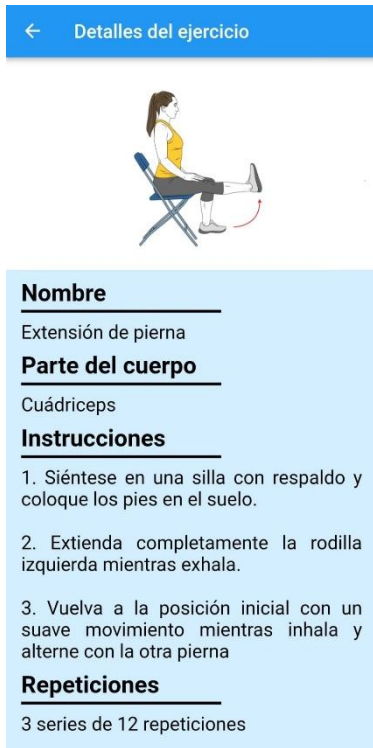 Detalles del ejercicio
Nombre
Extensión de pierna
Parte del cuerpo
Cuádriceps
Instrucciones
1. Siéntese en una silla con respaldo y
coloque los pies en el suelo.
2. Extienda completamente la rodilla
izquierda mientras exhala.
3. Vuelva a la posición inicial con un
suave movimiento mientras inhala y
alterne con la otra pierna
Repeticiones
3 series de 12 repeticiones